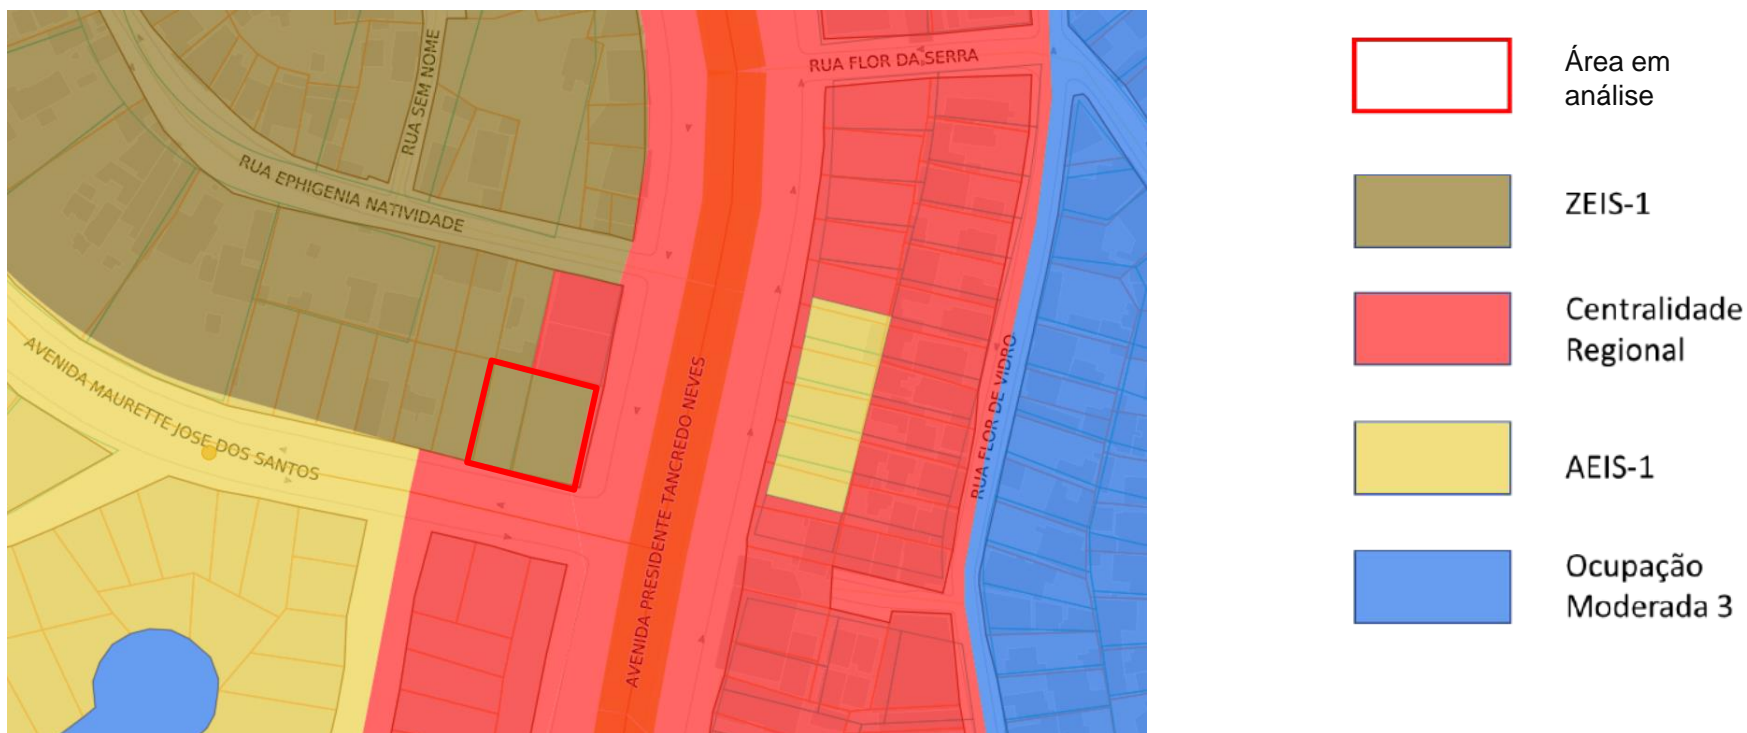 RUA FLOR DA SERRA
RUA SEM NOME
RUA EPHIGENIA NATIVIDADE
AVENIDA MAURETTE JOSE DOS SANTOS
AVENIDA PRESIDENTE TANCREDO NEVES
RUA FLOR DE VIDRO
Área em
análise
ZEIS-1
Centralidade
Regional
AEIS-1
Ocupação
Moderada 3